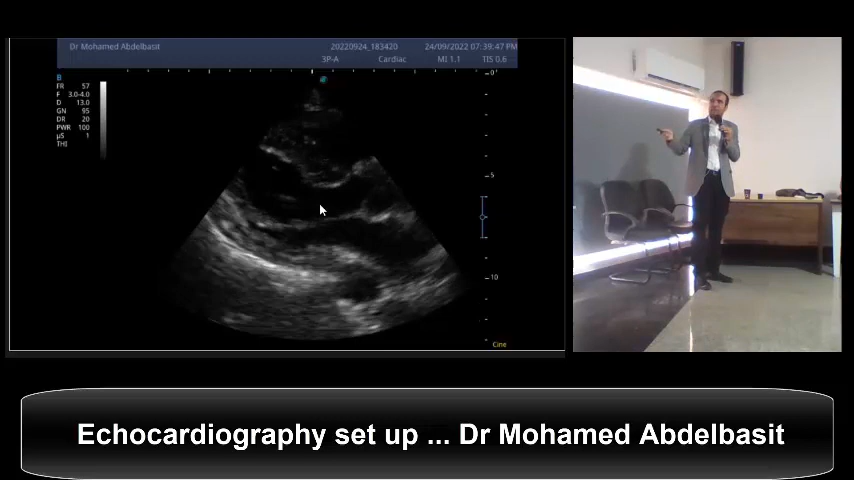 Dr Mohamed Abdelbasit
20220924_183420
24/09/2022 07:39:47 PM
3P-A
Cardiac
MI 1.1
TIS 0.6
B
FR 57
F 3.0-4.0
D 13.0
GN 95
DR 20
PWR 100
µS 1
THI
0
5
10
Cine
Echocardiography set up ... Dr Mohamed Abdelbasit